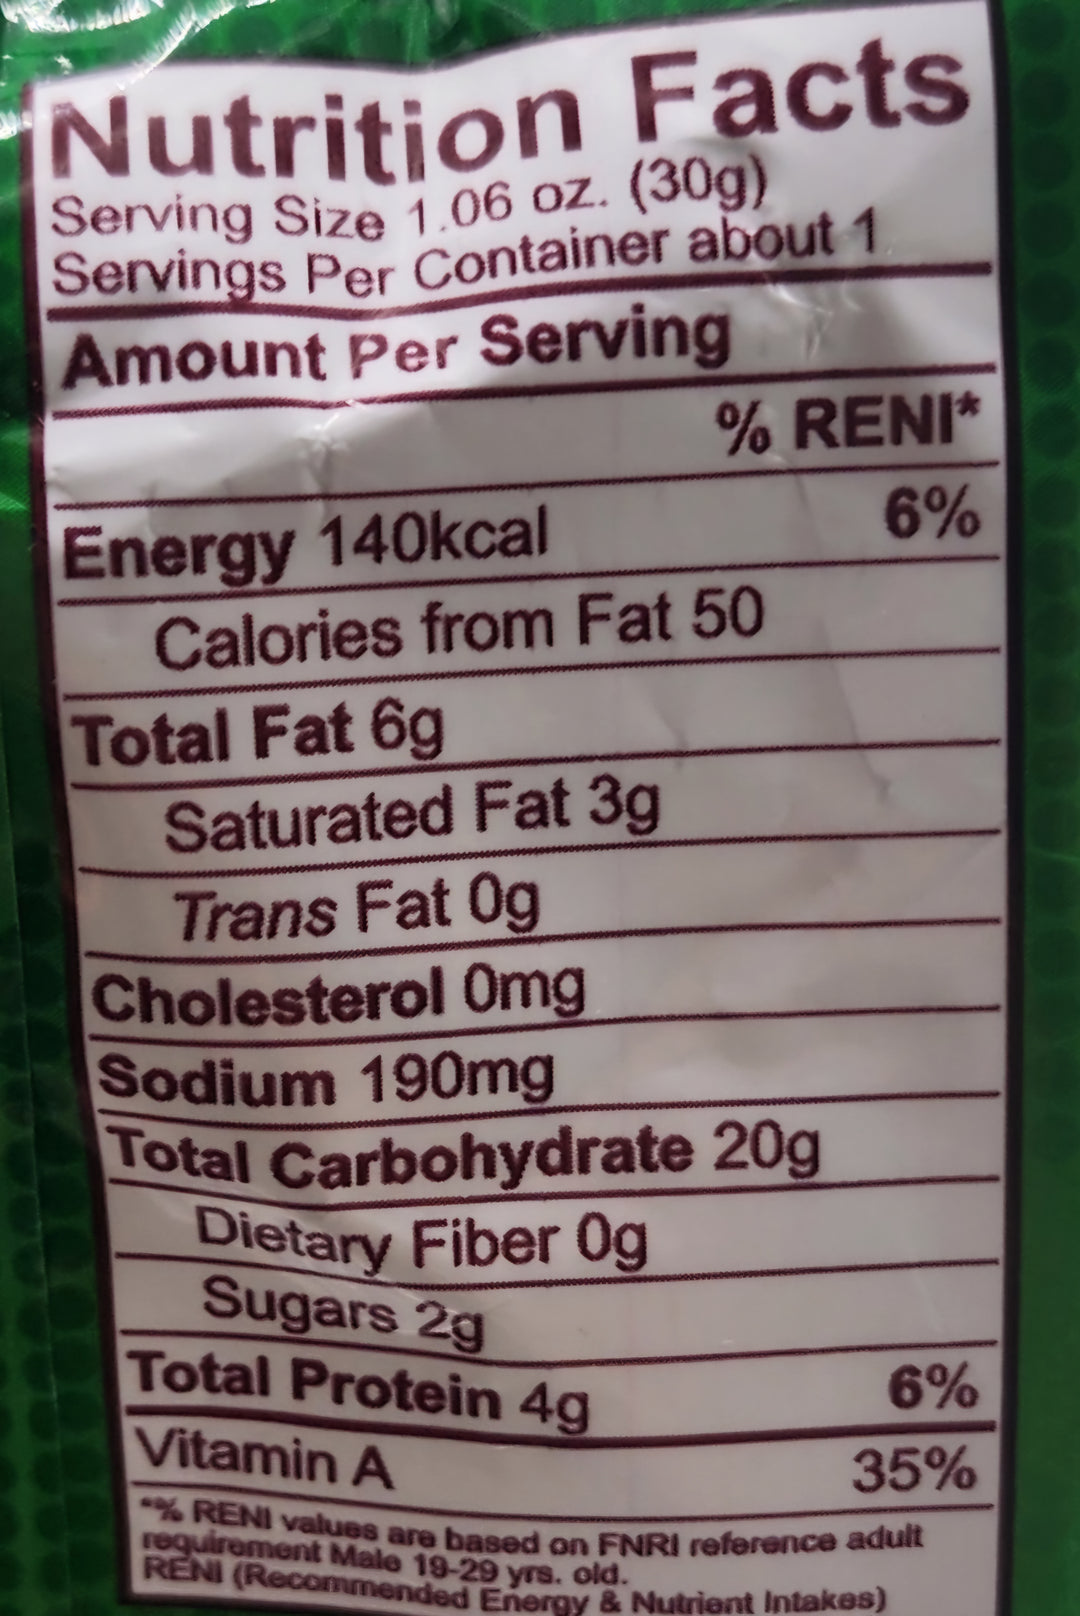 Nutrition Facts
Serving Size 1.06 oz. (30g)
Servings Per Container about 1
Amount Per Serving
% RENI*
Energy 140kcal 6%
Calories from Fat 50
Total Fat 6g
Saturated Fat 3g
Trans Fat 0g
Cholesterol 0mg
Sodium 190mg
Total Carbohydrate 20g
Dietary Fiber 0g
Sugars 2g
Total Protein 4g 6%
Vitamin A 35%
*% RENI values are based on FNRI reference adult
requirement Male 19-29 yrs. old.
RENI (Recommended Energy & Nutrient Intakes)